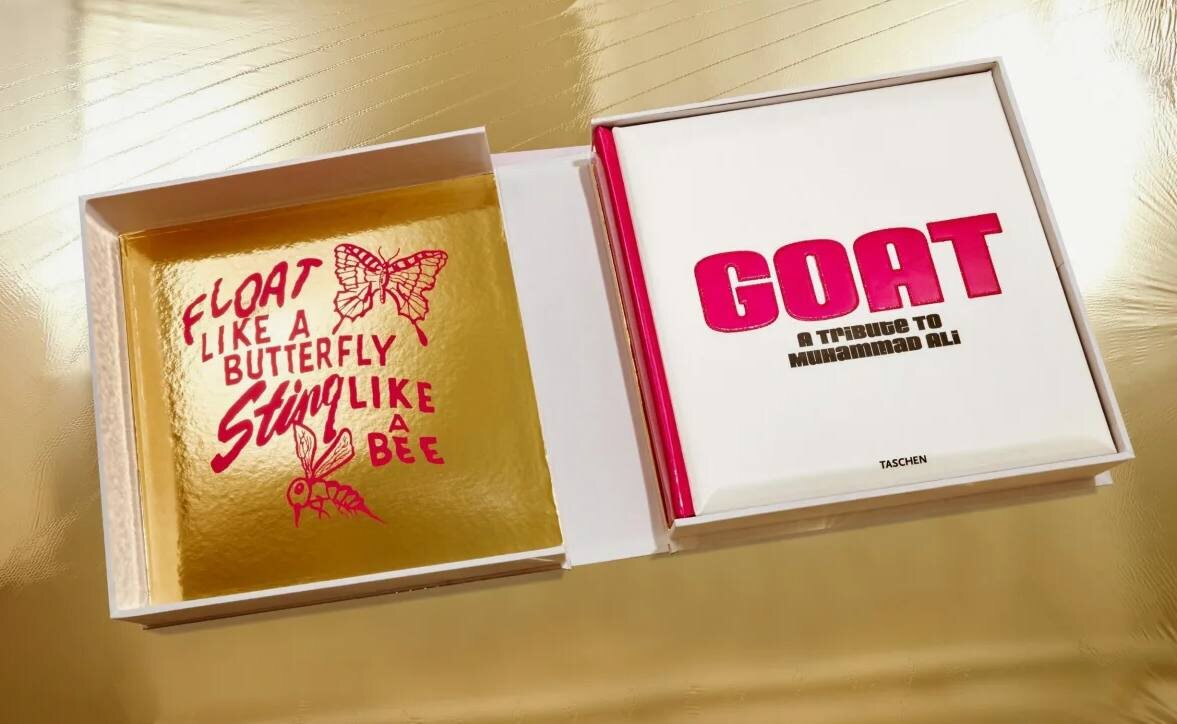 FLOAT
LIKE A
BUTTERFLY
Sting LIKE
A
BEE
GOAT
A TRIBUTE TO
MUHAMMAD ALI
TASCHEN